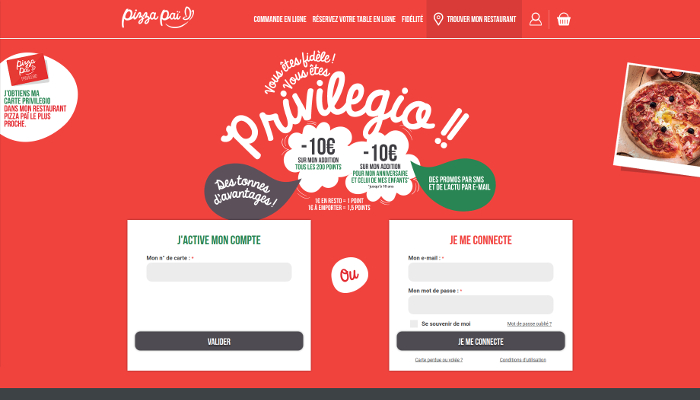 Pizza Paï
COMMANDE EN LIGNE
RÉSERVEZ VOTRE TABLE EN LIGNE
FIDÉLITÉ
TROUVER MON RESTAURANT
pizza paï
J'OBTIENS MA
CARTE PRIVILEGIO
DANS MON RESTAURANT
PIZZA PAÏ LE PLUS
PROCHE.
Vous êtes fidèle !
Vous êtes
Privilegio !!
-10€
SUR MON ADDITION
TOUS LES 200 POINTS
-10€
SUR MON ADDITION
POUR MON ANNIVERSAIRE
ET CELUI DE MES ENFANTS*
*jusqu'à 18 ans
Des tonnes
d'avantages !
DES PROMOS PAR SMS
ET DE L'ACTU PAR E-MAIL
1€ EN RESTO = 1 POINT
1€ À EMPORTER = 1,5 POINTS
J'ACTIVE MON COMPTE
Mon n° de carte : *
VALIDER
Ou
JE ME CONNECTE
Mon e-mail : *
Mon mot de passe : *
Se souvenir de moi
Mot de passe oublié ?
JE ME CONNECTE
Carte perdue ou volée ?
Conditions d'utilisation